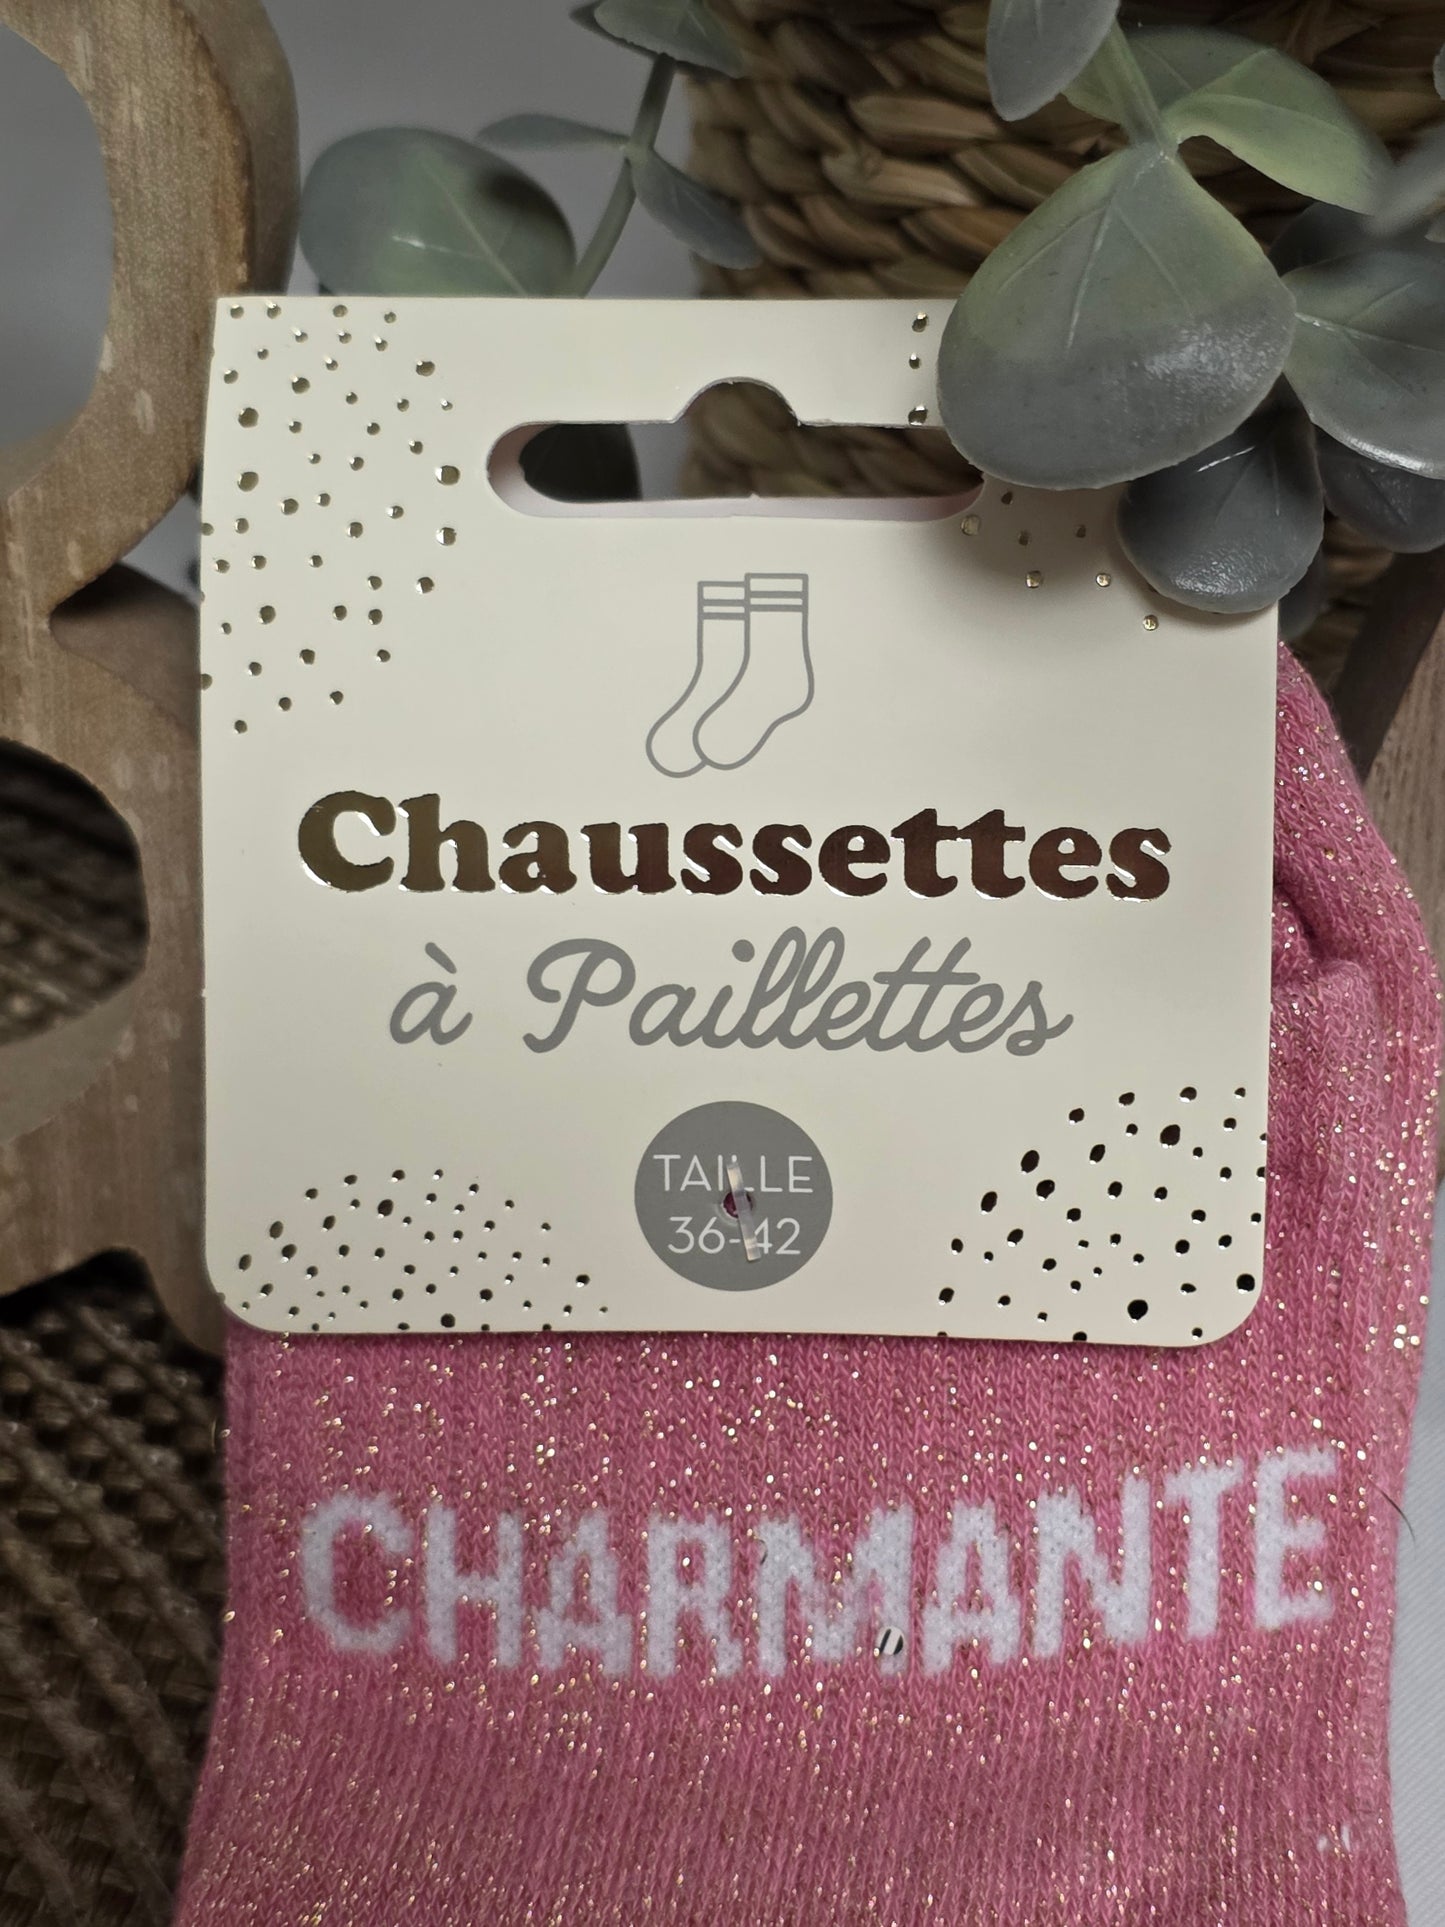 Chaussettes
à Paillettes
TAILLE
36-42
CHARMANTE